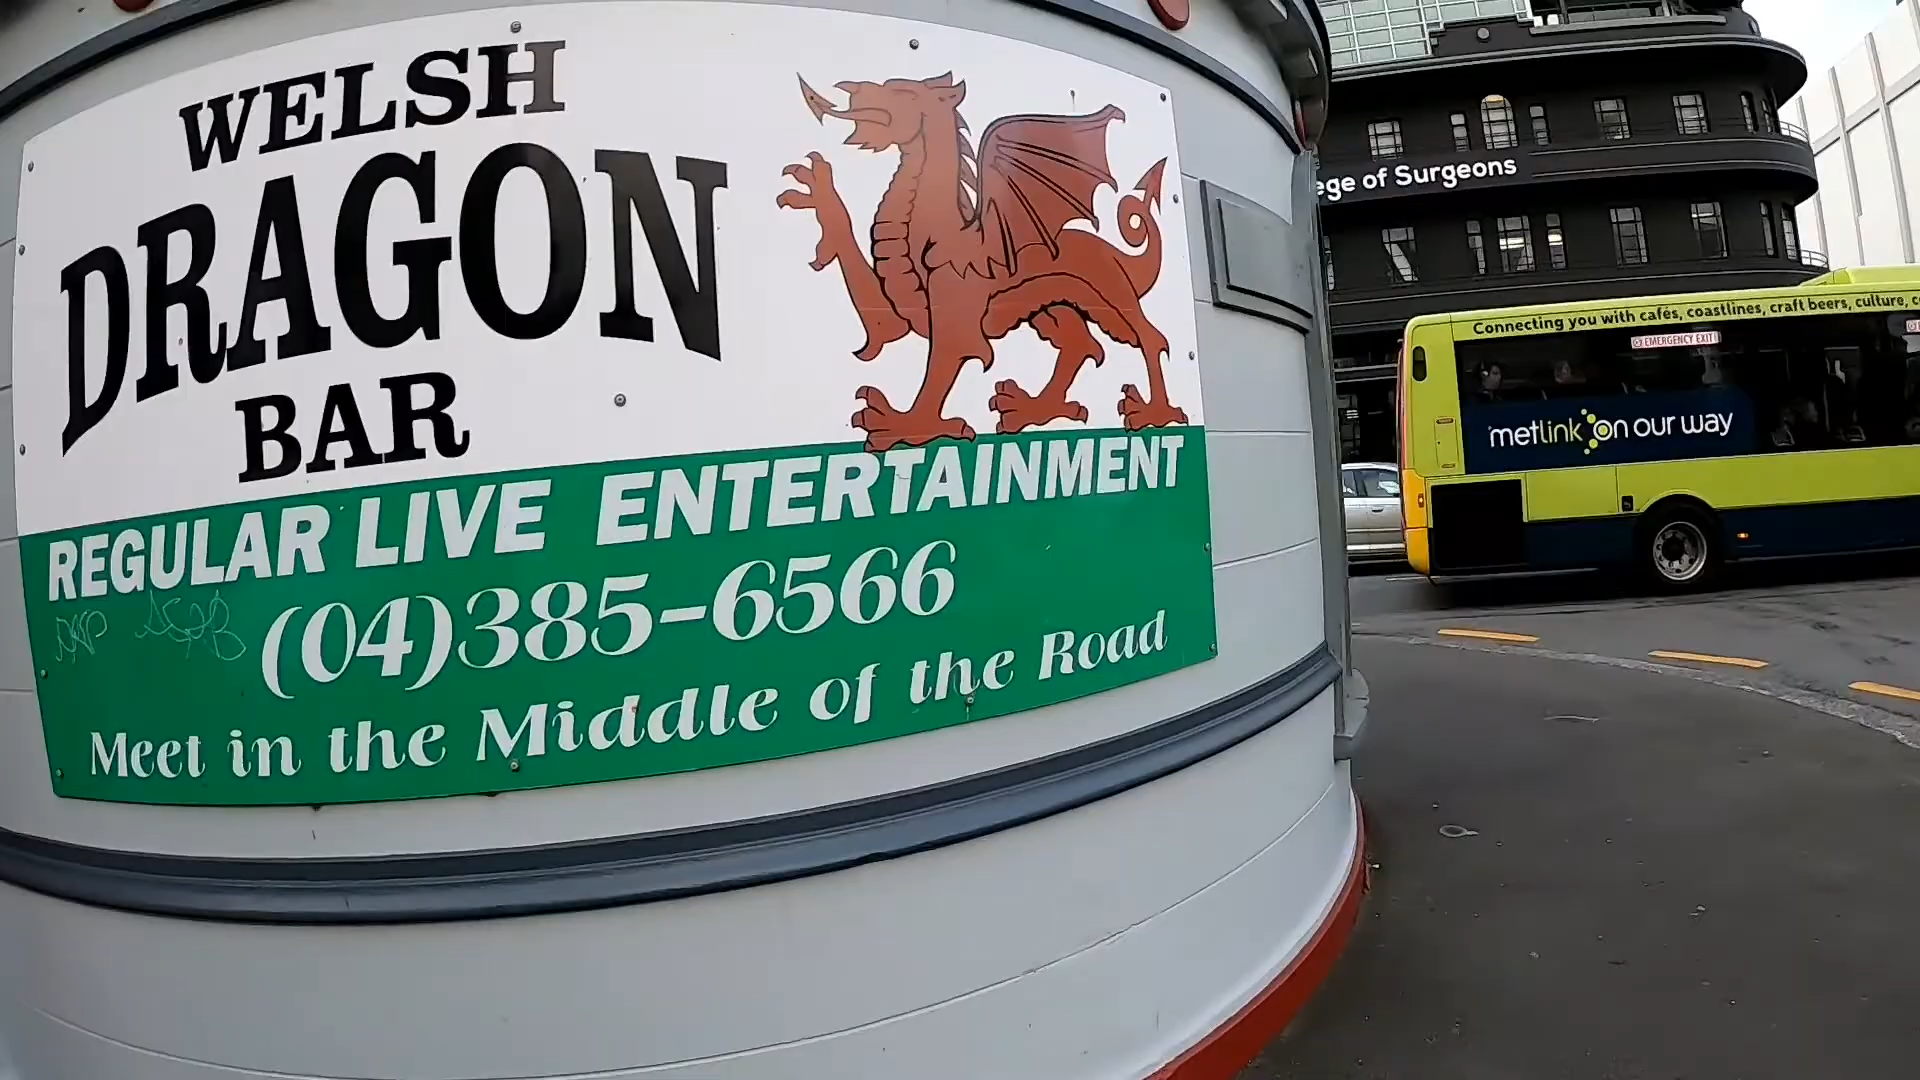 WELSH
DRAGON
BAR
REGULAR LIVE ENTERTAINMENT
(04)385-6566
Meet in the Middle of the Road
ege of Surgeons
Connecting you with cafés, coastlines, craft beers, culture, c
EMERGENCY EXIT
metlink on our way